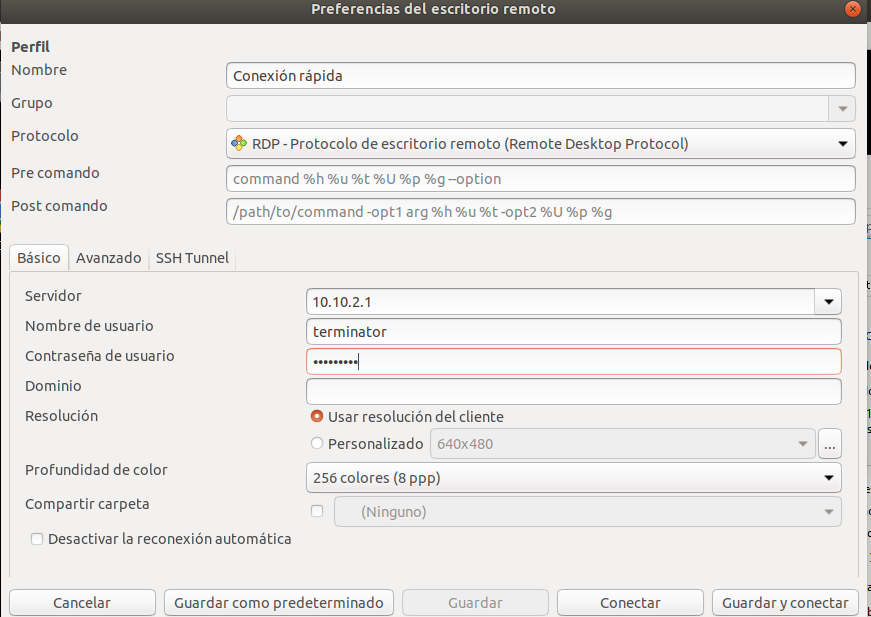 Preferencias del escritorio remoto
Perfil
Nombre
Conexión rápida
Grupo
Protocolo
RDP - Protocolo de escritorio remoto (Remote Desktop Protocol)
Pre comando
command %h %u %t %U %p %g --option
Post comando
/path/to/command -opt1 arg %h %u %t -opt2 %U %p %g
Básico Avanzado SSH Tunnel
Servidor
10.10.2.1
Nombre de usuario
terminator
Contraseña de usuario
•••••••••
Dominio
Resolución
Usar resolución del cliente
Personalizado 640x480 ...
Profundidad de color
256 colores (8 ppp)
Compartir carpeta
(Ninguno)
Desactivar la reconexión automática
Cancelar Guardar como predeterminado Guardar Conectar Guardar y conectar